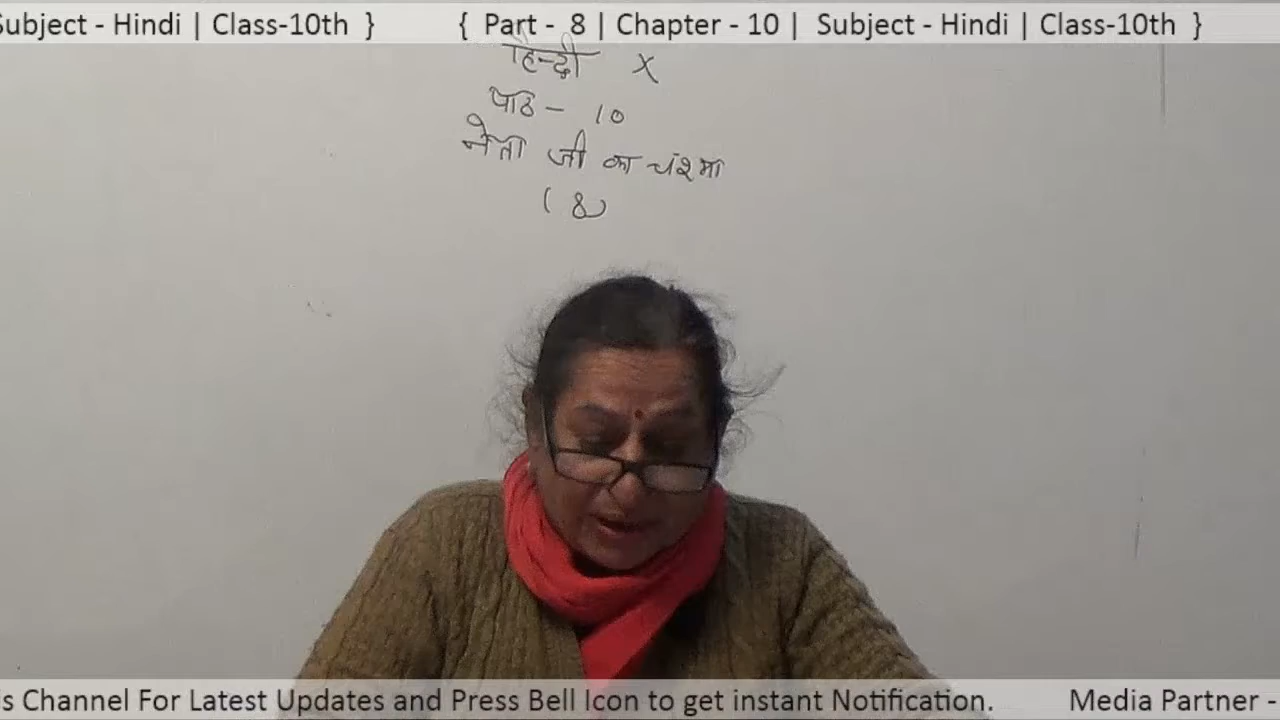 Subject - Hindi | Class-10th } { Part - 8 | Chapter - 10 | Subject - Hindi | Class-10th }
हिन्दी X
पाठ - 10
नेता जी का चश्मा
(8)
is Channel For Latest Updates and Press Bell Icon to get instant Notification. Media Partner -